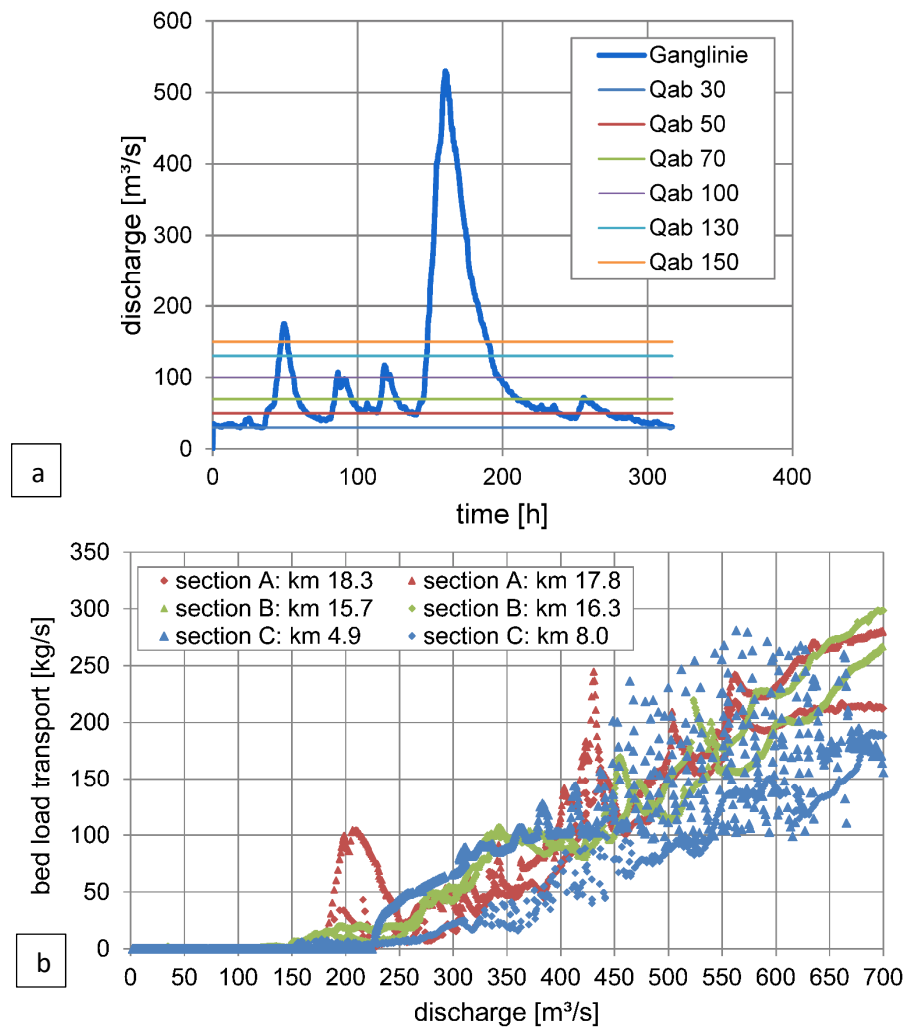 600
500
400
300
200
100
0
discharge [m³/s]
0 100 200 300 400
time [h]
Ganglinie
Qab 30
Qab 50
Qab 70
Qab 100
Qab 130
Qab 150
a
350
300
250
200
150
100
50
0
bed load transport [kg/s]
section A: km 18.3 section A: km 17.8
section B: km 15.7 section B: km 16.3
section C: km 4.9 section C: km 8.0
0 50 100 150 200 250 300 350 400 450 500 550 600 650 700
discharge [m³/s]
b